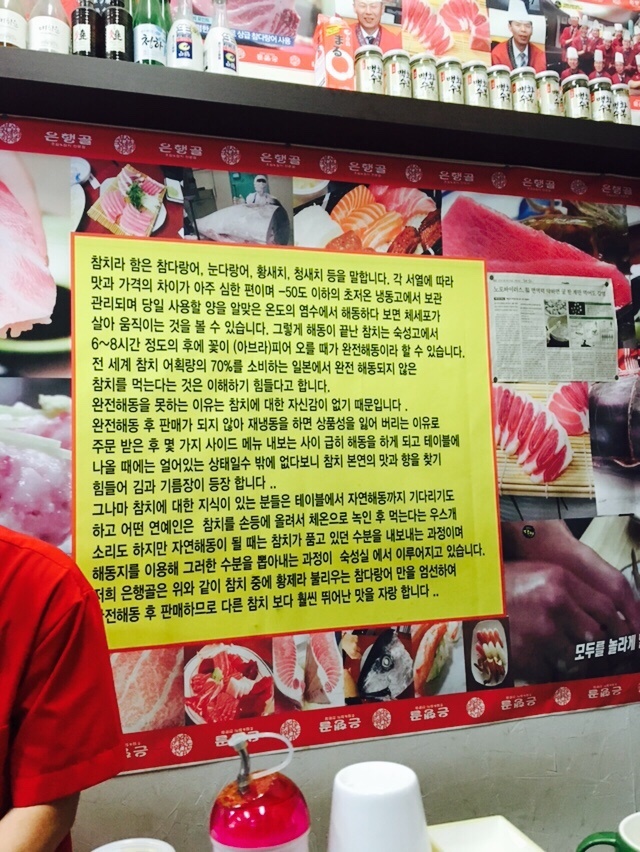 청하
상급 참다랑어 사용
은행골
은행골
은행골
은행골
은행골
참치라 함은 참다랑어, 눈다랑어, 황새치, 청새치 등을 말합니다. 각 서열에 따라
맛과 가격의 차이가 아주 심한 편이며 -50도 이하의 초저온 냉동고에서 보관
관리되며 당일 사용할 양을 알맞은 온도의 염수에서 해동하다 보면 체세포가
살아 움직이는 것을 볼 수 있습니다. 그렇게 해동이 끝난 참치는 숙성고에서
6~8시간 정도의 후에 꽃이 (아브라)피어 오를 때가 완전해동이라 할 수 있습니다.
전 세계 참치 어획량의 70%를 소비하는 일본에서 완전 해동되지 않은
참치를 먹는다는 것은 이해하기 힘들다고 합니다.
완전해동을 못하는 이유는 참치에 대한 자신감이 없기 때문입니다 .
완전해동 후 판매가 되지 않아 재냉동을 하면 상품성을 잃어 버리는 이유로
주문 받은 후 몇 가지 사이드 메뉴 내보는 사이 급히 해동을 하게 되고 테이블에
나올 때에는 얼어있는 상태일수 밖에 없다보니 참치 본연의 맛과 향을 찾기
힘들어 김과 기름장이 등장 합니다 ..
그나마 참치에 대한 지식이 있는 분들은 테이블에서 자연해동까지 기다리기도
하고 어떤 연예인은 참치를 손등에 올려서 체온으로 녹인 후 먹는다는 우스개
소리도 하지만 자연해동이 될 때는 참치가 품고 있던 수분을 내보내는 과정이며
해동지를 이용해 그러한 수분을 뽑아내는 과정이 숙성실 에서 이루어지고 있습니다.
저희 은행골은 위와 같이 참치 중에 황제라 불리우는 참다랑어 만을 엄선하여
완전해동 후 판매하므로 다른 참치 보다 훨씬 뛰어난 맛을 자랑 합니다 ..
모두를 놀라게
은행골
은행골
은행골
은행골